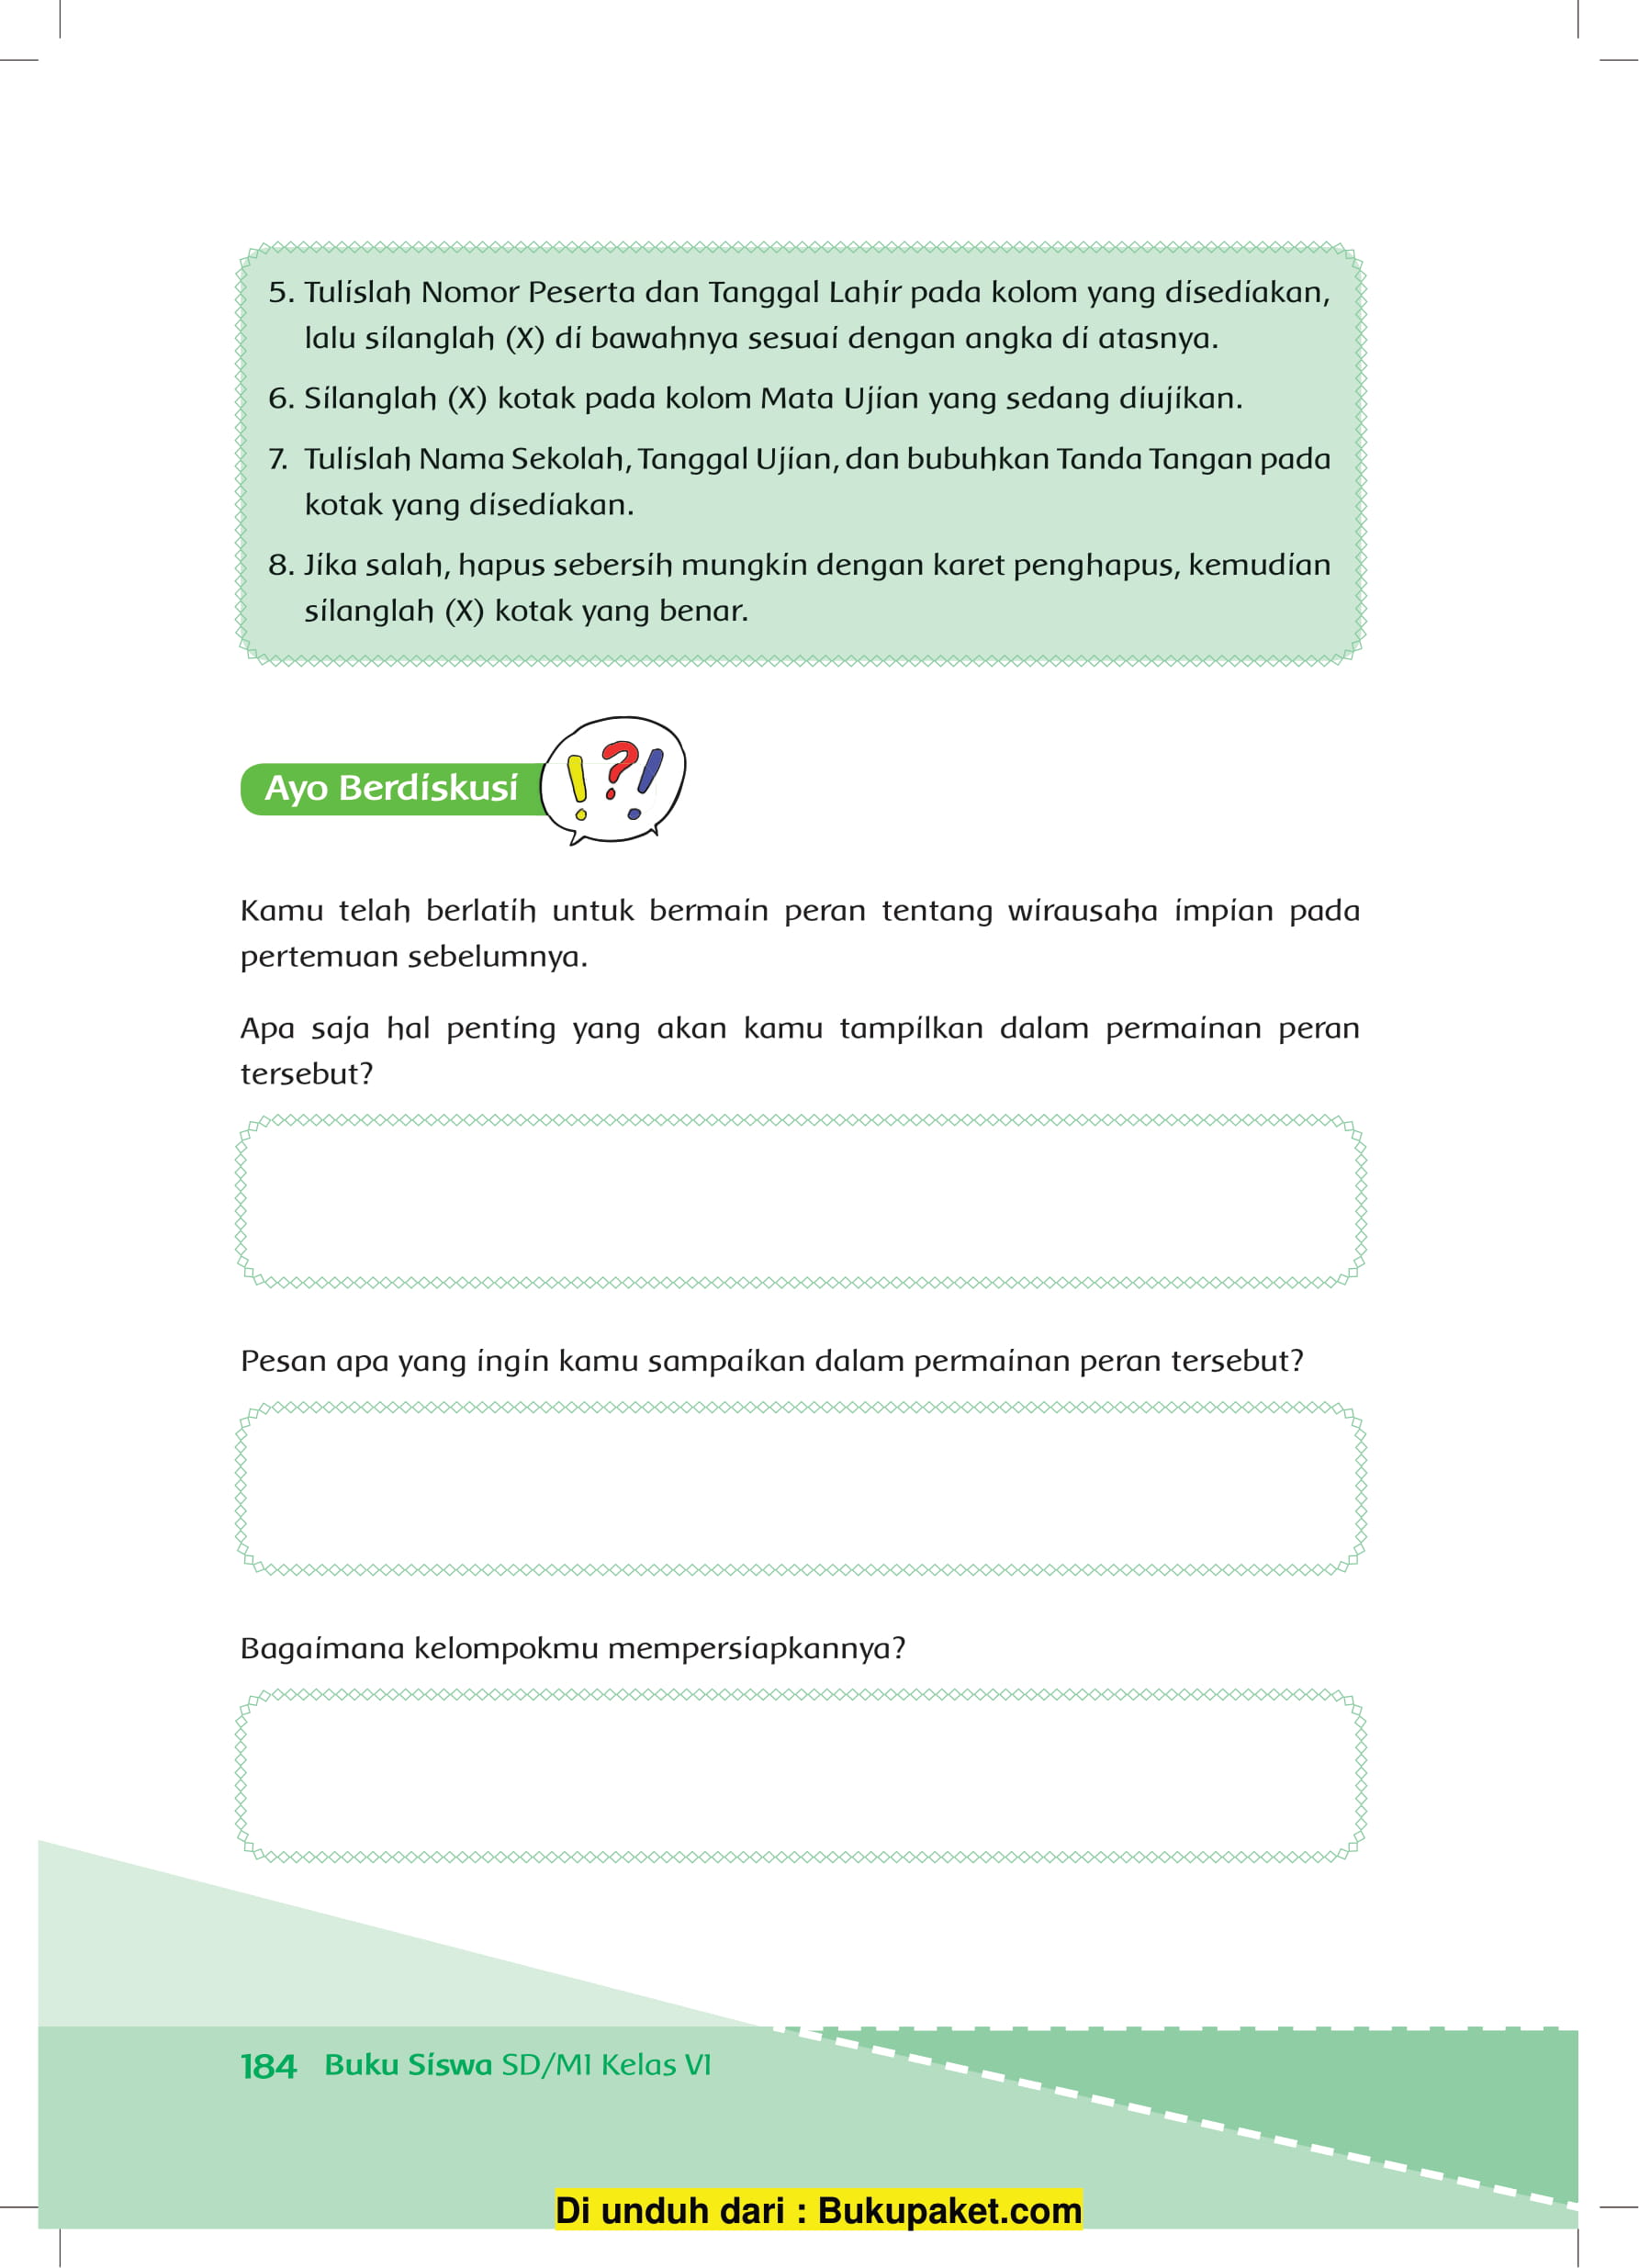 5. Tulislah Nomor Peserta dan Tanggal Lahir pada kolom yang disediakan,
lalu silanglah (X) di bawahnya sesuai dengan angka di atasnya.
6. Silanglah (X) kotak pada kolom Mata Ujian yang sedang diujikan.
7. Tulislah Nama Sekolah, Tanggal Ujian, dan bubuhkan Tanda Tangan pada
kotak yang disediakan.
8. Jika salah, hapus sebersih mungkin dengan karet penghapus, kemudian
silanglah (X) kotak yang benar.
Ayo Berdiskusi
!?!
Kamu telah berlatih untuk bermain peran tentang wirausaha impian pada
pertemuan sebelumnya.
Apa saja hal penting yang akan kamu tampilkan dalam permainan peran
tersebut?
Pesan apa yang ingin kamu sampaikan dalam permainan peran tersebut?
Bagaimana kelompokmu mempersiapkannya?
184 Buku Siswa SD/MI Kelas VI
Di unduh dari : Bukupaket.com